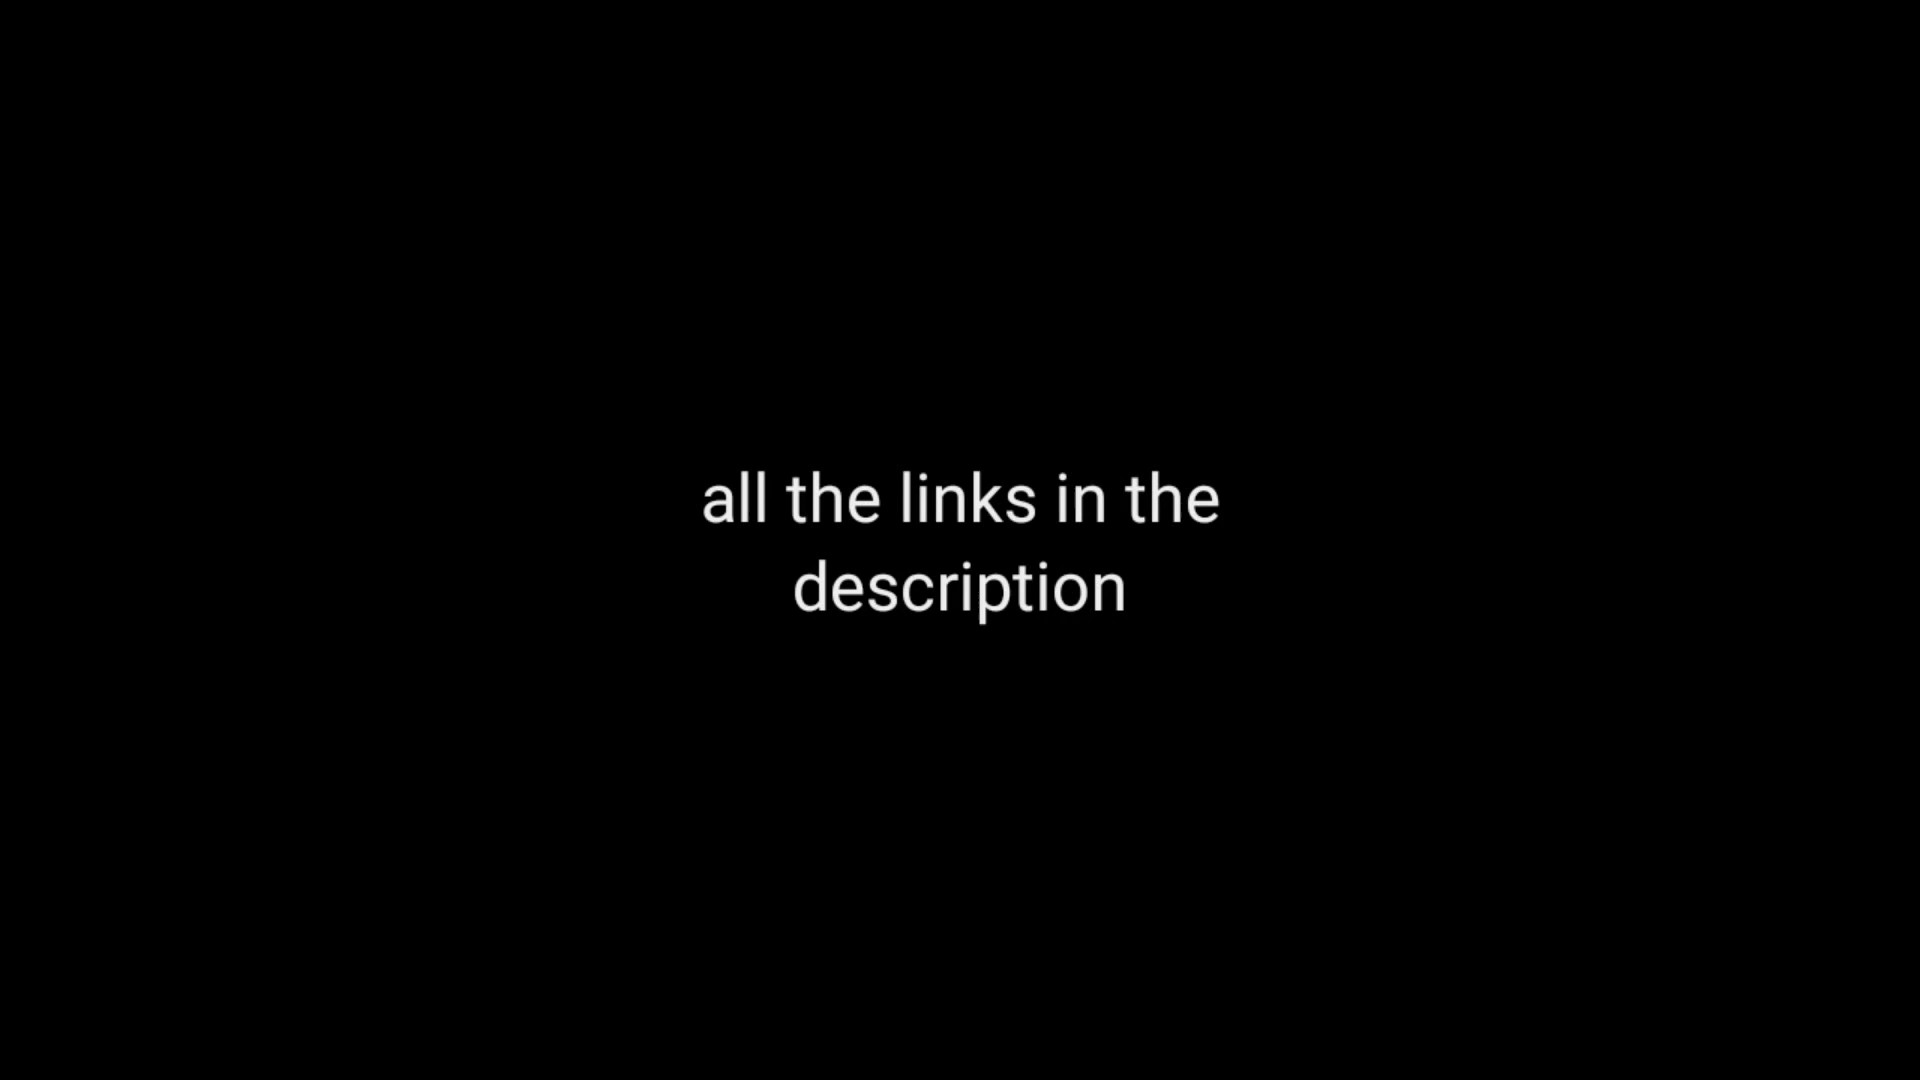 all the links in the
description